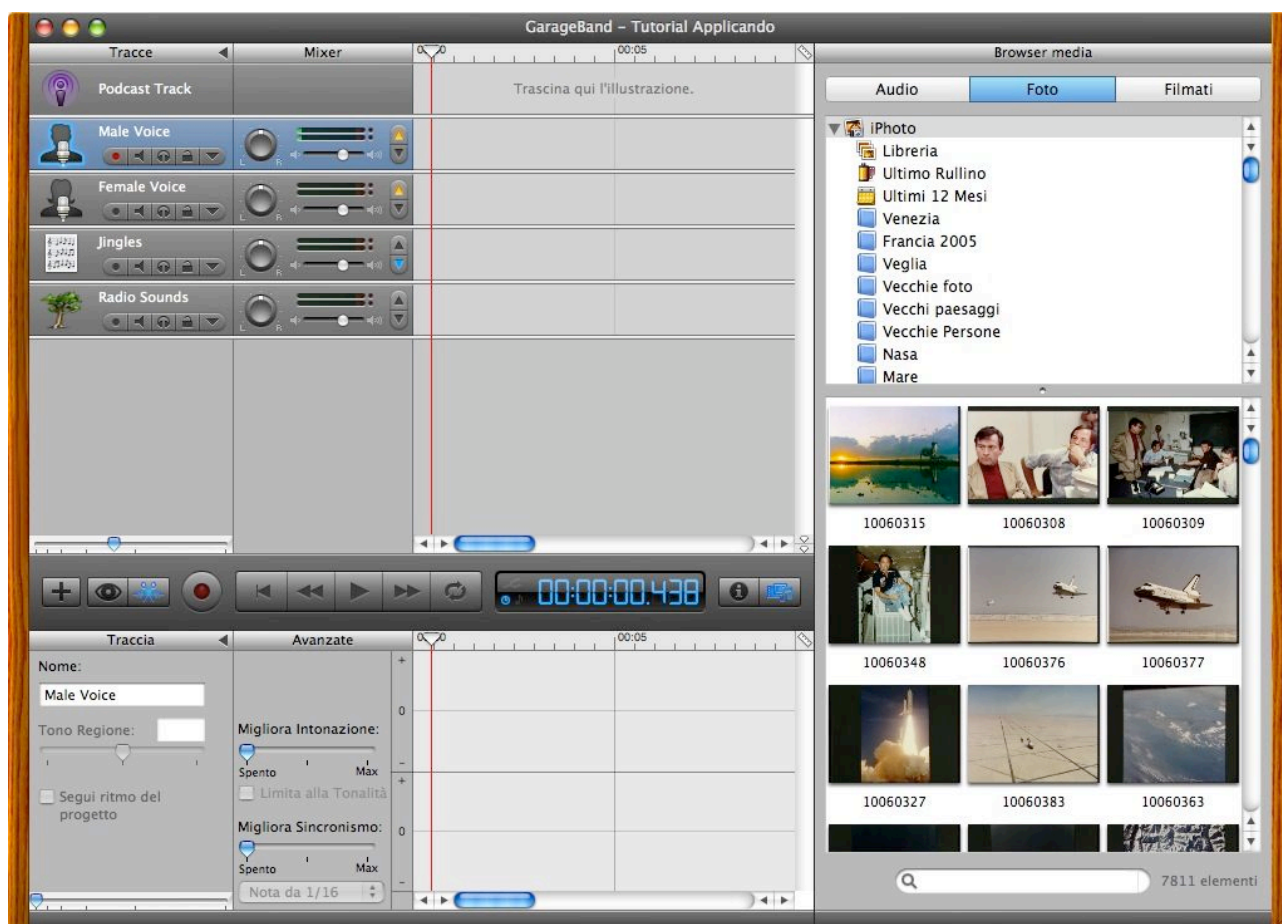 GarageBand – Tutorial Applicando
Tracce
Mixer
00:05
Browser media
Podcast Track
Trascina qui l'illustrazione.
Audio
Foto
Filmati
Male Voice
L
R
Female Voice
L
R
Jingles
L
R
Radio Sounds
L
R
iPhoto
Libreria
Ultimo Rullino
Ultimi 12 Mesi
Venezia
Francia 2005
Veglia
Vecchie foto
Vecchi paesaggi
Vecchie Persone
Nasa
Mare
10060315
10060308
10060309
10060348
10060376
10060377
10060327
10060383
10060363
00:00:00.438
Traccia
Avanzate
00:05
Nome:
Male Voice
Tono Regione:
Segui ritmo del
progetto
Migliora Intonazione:
Spento
Max
Limita alla Tonalità
Migliora Sincronismo:
Spento
Max
Nota da 1/16
+
0
–
+
0
–
7811 elementi